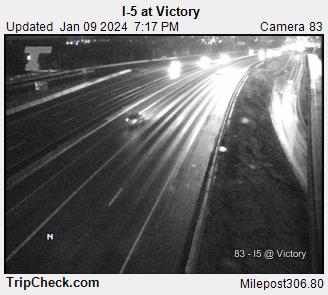 I-5 at Victory
Updated Jan 09 2024 7:17 PM Camera 83
N
83 - I5 @ Victory
TripCheck.com Milepost306.80